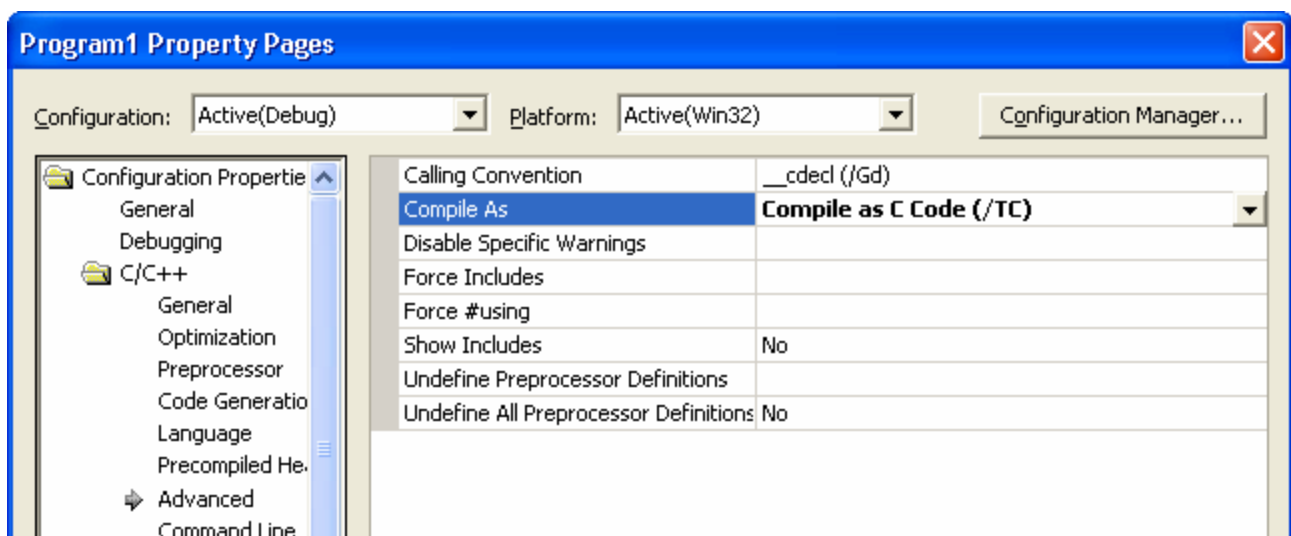 Program1 Property Pages
Configuration: Active(Debug) Platform: Active(Win32) Configuration Manager...
Configuration Propertie
General
Debugging
C/C++
General
Optimization
Preprocessor
Code Generatio
Language
Precompiled He
Advanced
Command Line
Calling Convention __cdecl (/Gd)
Compile As Compile as C Code (/TC)
Disable Specific Warnings
Force Includes
Force #using
Show Includes No
Undefine Preprocessor Definitions
Undefine All Preprocessor Definitions No